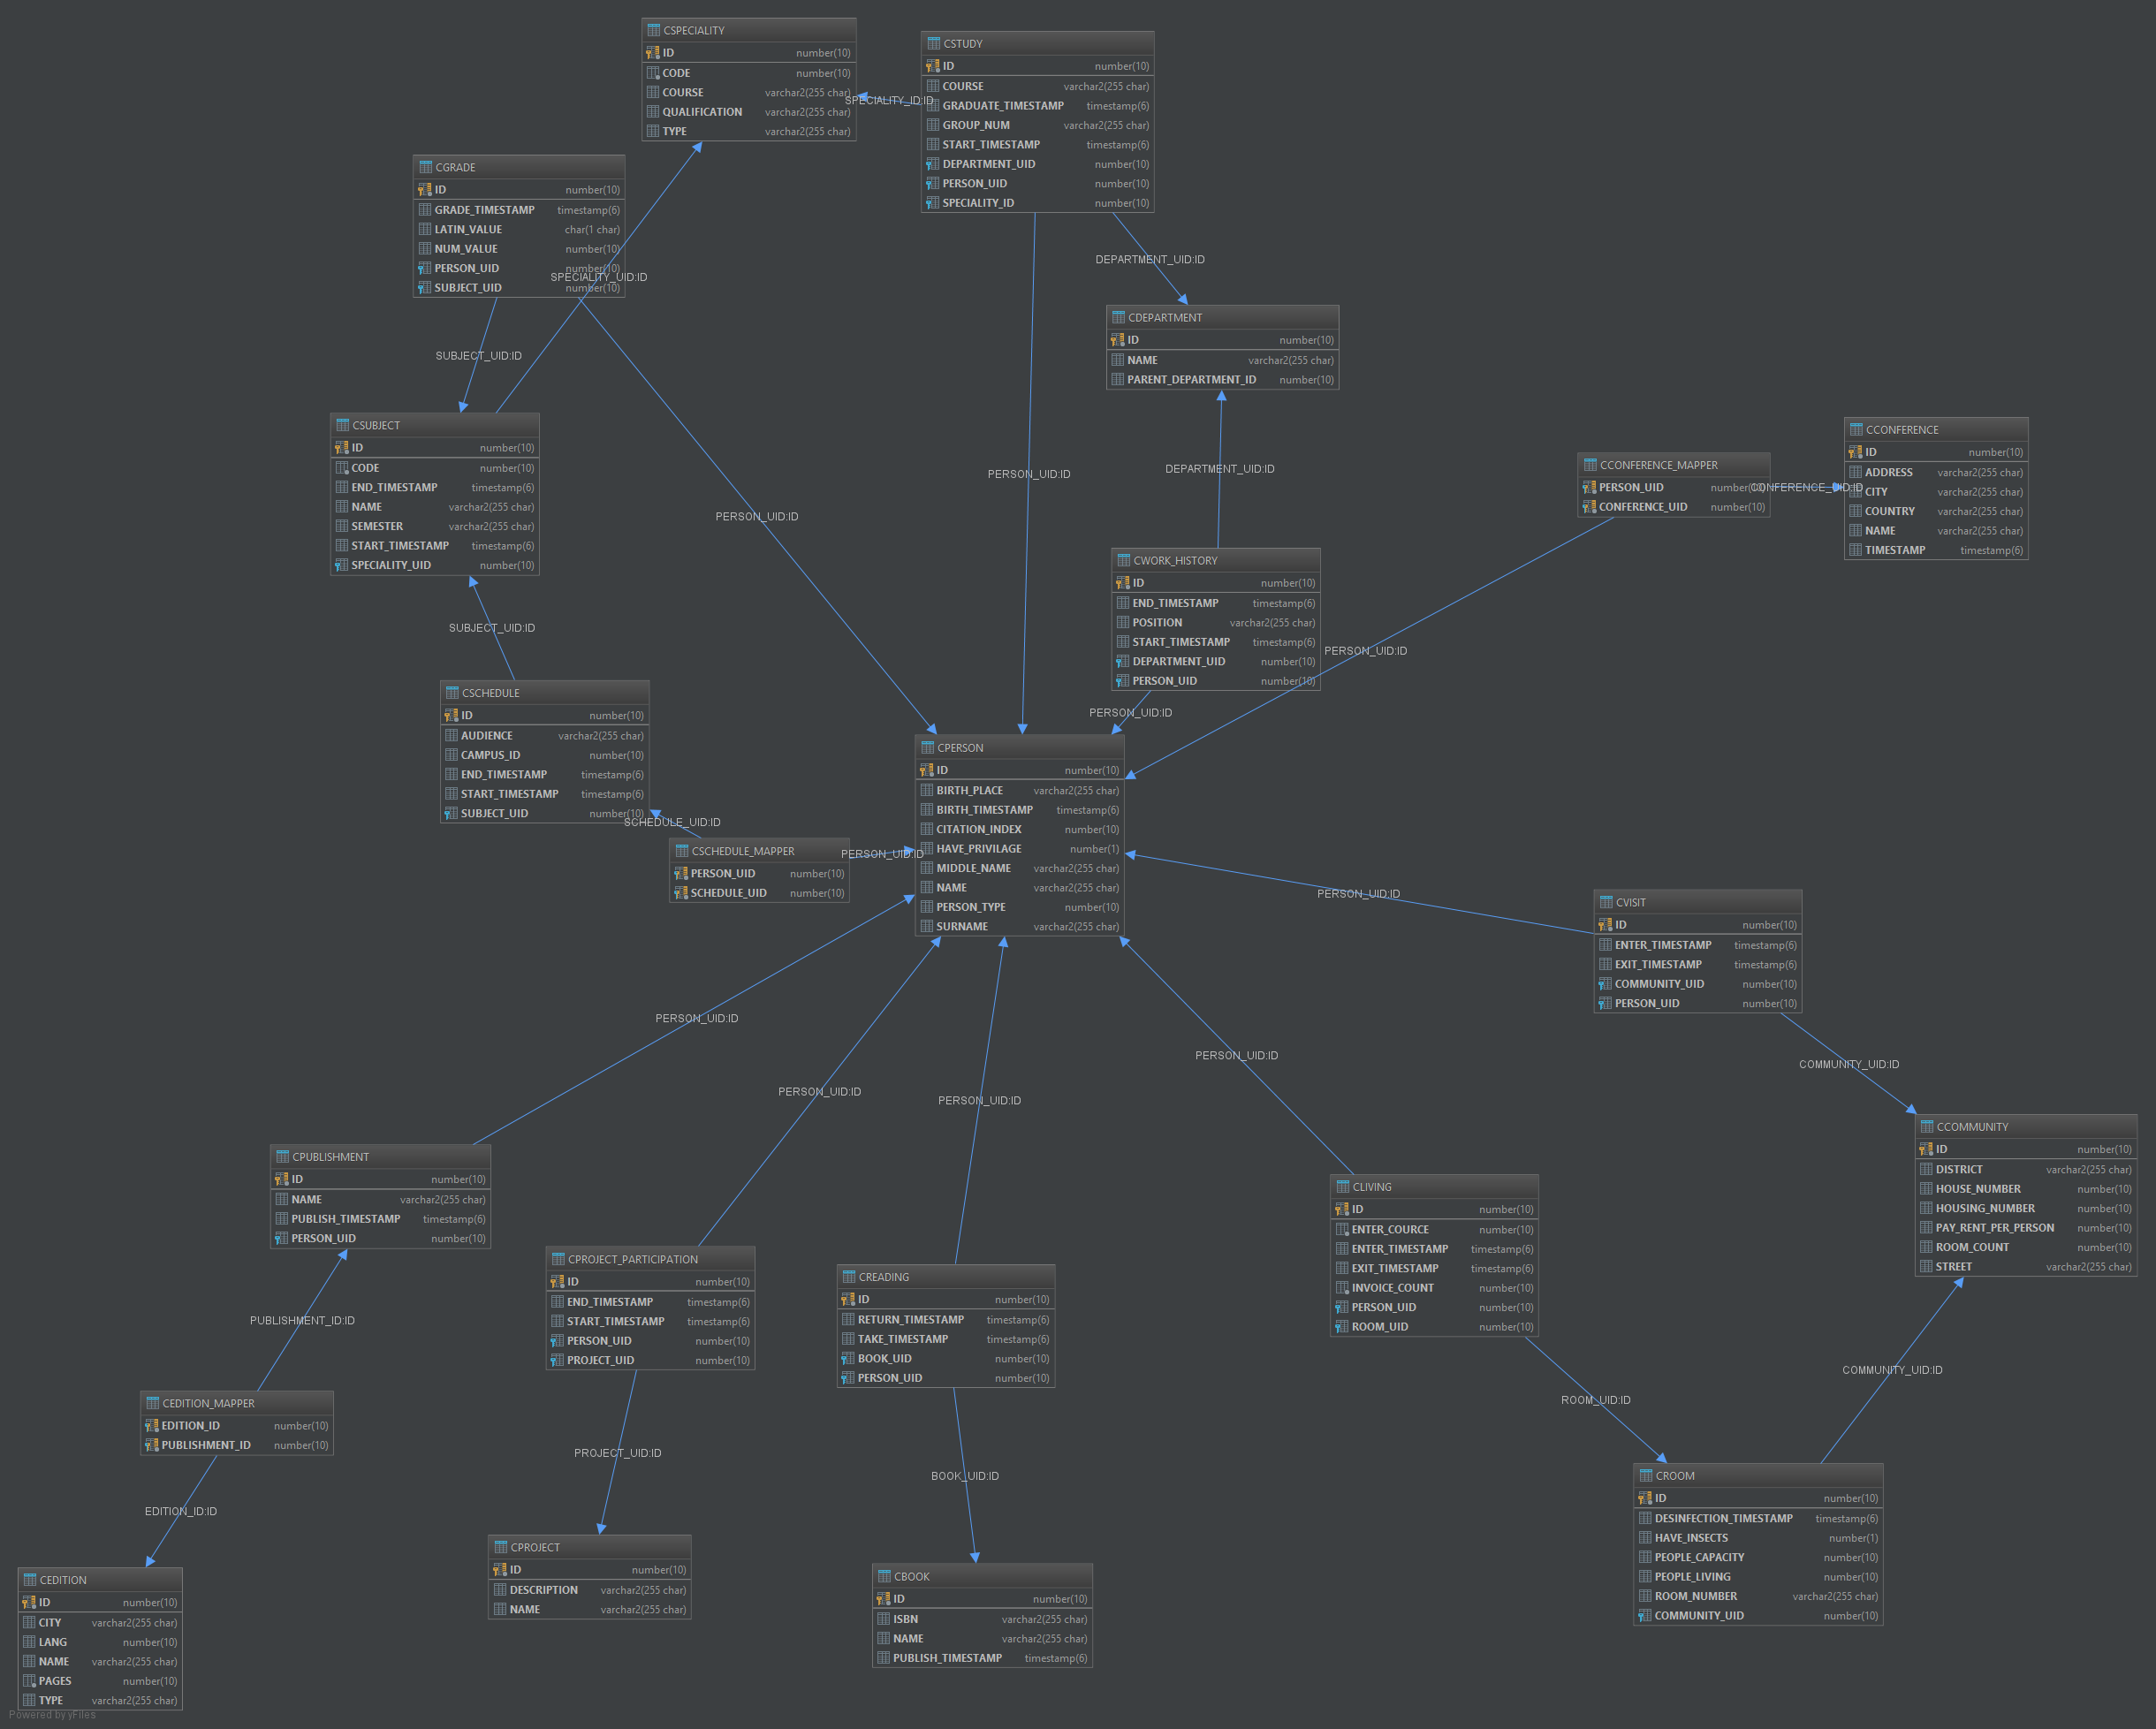 CSPECIALITY
ID number(10)
CODE number(10)
COURSE varchar2(255 char)
QUALIFICATION varchar2(255 char)
TYPE varchar2(255 char)
CSTUDY
ID number(10)
COURSE varchar2(255 char)
GRADUATE_TIMESTAMP timestamp(6)
GROUP_NUM varchar2(255 char)
START_TIMESTAMP timestamp(6)
DEPARTMENT_UID number(10)
PERSON_UID number(10)
SPECIALITY_ID number(10)
SPECIALITY_ID:ID
CGRADE
ID number(10)
GRADE_TIMESTAMP timestamp(6)
LATIN_VALUE char(1 char)
NUM_VALUE number(10)
PERSON_UID number(10)
SUBJECT_UID number(10)
SPECIALITY_UID:ID
DEPARTMENT_UID:ID
CDEPARTMENT
ID number(10)
NAME varchar2(255 char)
PARENT_DEPARTMENT_ID number(10)
SUBJECT_UID:ID
CSUBJECT
ID number(10)
CODE number(10)
END_TIMESTAMP timestamp(6)
NAME varchar2(255 char)
SEMESTER varchar2(255 char)
START_TIMESTAMP timestamp(6)
SPECIALITY_UID number(10)
PERSON_UID:ID
PERSON_UID:ID
DEPARTMENT_UID:ID
CCONFERENCE_MAPPER
PERSON_UID number(10)
CONFERENCE_UID number(10)
CONFERENCE_UID:ID
CCONFERENCE
ID number(10)
ADDRESS varchar2(255 char)
CITY varchar2(255 char)
COUNTRY varchar2(255 char)
NAME varchar2(255 char)
TIMESTAMP timestamp(6)
CWORK_HISTORY
ID number(10)
END_TIMESTAMP timestamp(6)
POSITION varchar2(255 char)
START_TIMESTAMP timestamp(6)
DEPARTMENT_UID number(10)
PERSON_UID number(10)
SUBJECT_UID:ID
PERSON_UID:ID
PERSON_UID:ID
CSCHEDULE
ID number(10)
AUDIENCE varchar2(255 char)
CAMPUS_ID number(10)
END_TIMESTAMP timestamp(6)
START_TIMESTAMP timestamp(6)
SUBJECT_UID number(10)
SCHEDULE_UID:ID
CSCHEDULE_MAPPER
PERSON_UID number(10)
SCHEDULE_UID number(10)
PERSON_UID:ID
CPERSON
ID number(10)
BIRTH_PLACE varchar2(255 char)
BIRTH_TIMESTAMP timestamp(6)
CITATION_INDEX number(10)
HAVE_PRIVILAGE number(1)
MIDDLE_NAME varchar2(255 char)
NAME varchar2(255 char)
PERSON_TYPE number(10)
SURNAME varchar2(255 char)
PERSON_UID:ID
CVISIT
ID number(10)
ENTER_TIMESTAMP timestamp(6)
EXIT_TIMESTAMP timestamp(6)
COMMUNITY_UID number(10)
PERSON_UID number(10)
PERSON_UID:ID
PERSON_UID:ID
PERSON_UID:ID
PERSON_UID:ID
COMMUNITY_UID:ID
CCOMMUNITY
ID number(10)
DISTRICT varchar2(255 char)
HOUSE_NUMBER number(10)
HOUSING_NUMBER number(10)
PAY_RENT_PER_PERSON number(10)
ROOM_COUNT number(10)
STREET varchar2(255 char)
CPUBLISHMENT
ID number(10)
NAME varchar2(255 char)
PUBLISH_TIMESTAMP timestamp(6)
PERSON_UID number(10)
CLIVING
ID number(10)
ENTER_COURCE number(10)
ENTER_TIMESTAMP timestamp(6)
EXIT_TIMESTAMP timestamp(6)
INVOICE_COUNT number(10)
PERSON_UID number(10)
ROOM_UID number(10)
CPROJECT_PARTICIPATION
ID number(10)
END_TIMESTAMP timestamp(6)
START_TIMESTAMP timestamp(6)
PERSON_UID number(10)
PROJECT_UID number(10)
CREADING
ID number(10)
RETURN_TIMESTAMP timestamp(6)
TAKE_TIMESTAMP timestamp(6)
BOOK_UID number(10)
PERSON_UID number(10)
PUBLISHMENT_ID:ID
COMMUNITY_UID:ID
ROOM_UID:ID
CEDITION_MAPPER
EDITION_ID number(10)
PUBLISHMENT_ID number(10)
PROJECT_UID:ID
BOOK_UID:ID
EDITION_ID:ID
CROOM
ID number(10)
DESINFECTION_TIMESTAMP timestamp(6)
HAVE_INSECTS number(1)
PEOPLE_CAPACITY number(10)
PEOPLE_LIVING number(10)
ROOM_NUMBER varchar2(255 char)
COMMUNITY_UID number(10)
CPROJECT
ID number(10)
DESCRIPTION varchar2(255 char)
NAME varchar2(255 char)
CBOOK
ID number(10)
ISBN varchar2(255 char)
NAME varchar2(255 char)
PUBLISH_TIMESTAMP timestamp(6)
CEDITION
ID number(10)
CITY varchar2(255 char)
LANG number(10)
NAME varchar2(255 char)
PAGES number(10)
TYPE varchar2(255 char)
Powered by yFiles